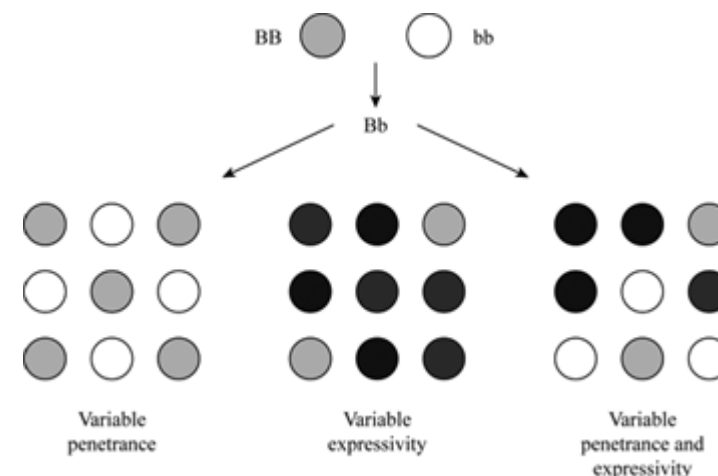 BB
bb
Bb
Variable
penetrance
Variable
expressivity
Variable
penetrance and
expressivity